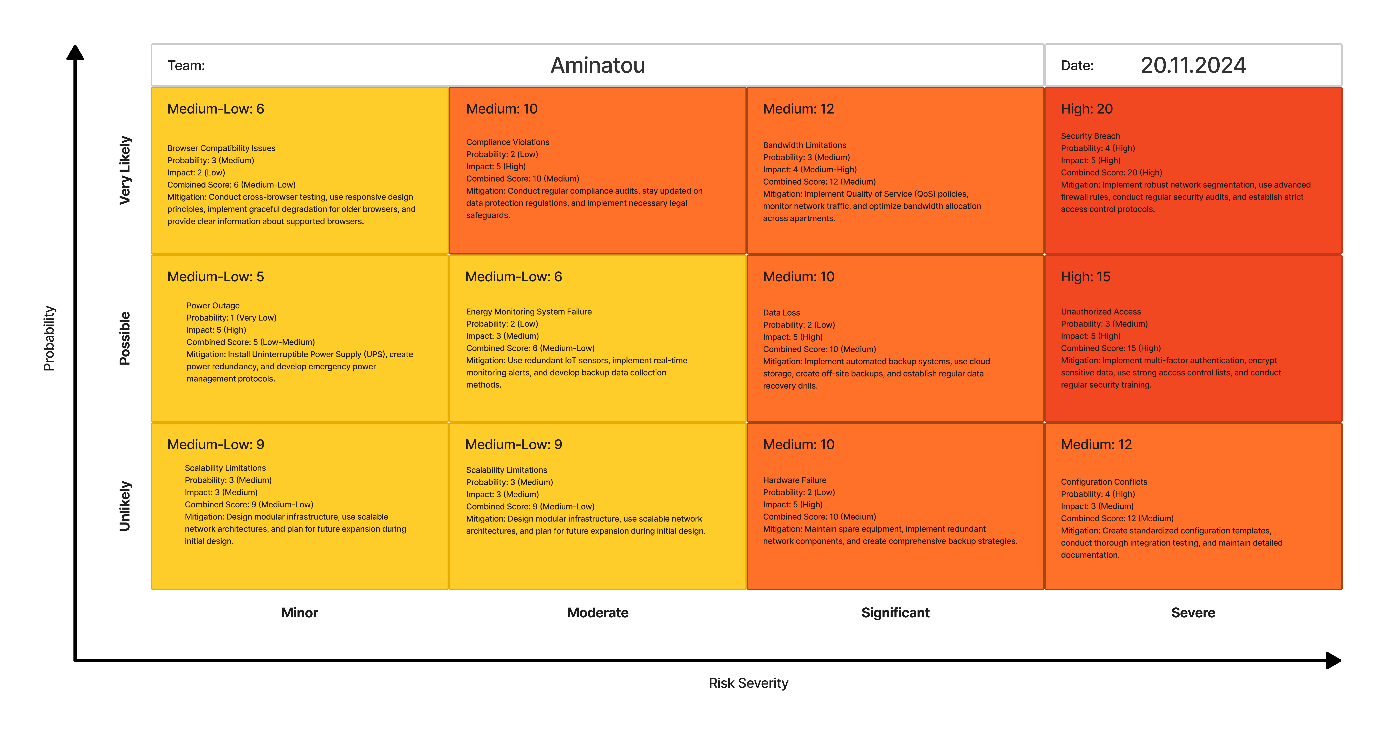 Team:
Aminatou
Date:
20.11.2024
Probability
Very Likely
Medium-Low: 6
Browser Compatibility Issues
Probability: 3 (Medium)
Impact: 2 (Low)
Combined Score: 6 (Medium-Low)
Mitigation: Conduct cross-browser testing, use responsive design
principles, implement graceful degradation for older browsers, and
provide clear information about supported browsers.
Medium: 10
Compliance Violations
Probability: 2 (Low)
Impact: 5 (High)
Combined Score: 10 (Medium)
Mitigation: Conduct regular compliance audits, stay updated on
data protection regulations, and implement necessary legal
safeguards.
Medium: 12
Bandwidth Limitations
Probability: 3 (Medium)
Impact: 4 (Medium-High)
Combined Score: 12 (Medium)
Mitigation: Implement Quality of Service (QoS) policies,
monitor network traffic, and optimize bandwidth allocation
across apartments.
High: 20
Security Breach
Probability: 4 (High)
Impact: 5 (High)
Combined Score: 20 (High)
Mitigation: Implement robust network segmentation, use advanced
firewall rules, conduct regular security audits, and establish strict
access control protocols.
Possible
Medium-Low: 5
Power Outage
Probability: 1 (Very Low)
Impact: 5 (High)
Combined Score: 5 (Low-Medium)
Mitigation: Install Uninterruptible Power Supply (UPS), create
power redundancy, and develop emergency power
management protocols.
Medium-Low: 6
Energy Monitoring System Failure
Probability: 2 (Low)
Impact: 3 (Medium)
Combined Score: 6 (Medium-Low)
Mitigation: Use redundant IoT sensors, implement real-time
monitoring alerts, and develop backup data collection
methods.
Medium: 10
Data Loss
Probability: 2 (Low)
Impact: 5 (High)
Combined Score: 10 (Medium)
Mitigation: Implement automated backup systems, use cloud
storage, create off-site backups, and establish regular data
recovery drills.
High: 15
Unauthorized Access
Probability: 3 (Medium)
Impact: 5 (High)
Combined Score: 15 (High)
Mitigation: Implement multi-factor authentication, encrypt
sensitive data, use strong access control lists, and conduct
regular security training.
Unlikely
Medium-Low: 9
Scalability Limitations
Probability: 3 (Medium)
Impact: 3 (Medium)
Combined Score: 9 (Medium-Low)
Mitigation: Design modular infrastructure, use scalable
network architectures, and plan for future expansion during
initial design.
Medium-Low: 9
Scalability Limitations
Probability: 3 (Medium)
Impact: 3 (Medium)
Combined Score: 9 (Medium-Low)
Mitigation: Design modular infrastructure, use scalable network
architectures, and plan for future expansion during initial design.
Medium: 10
Hardware Failure
Probability: 2 (Low)
Impact: 5 (High)
Combined Score: 10 (Medium)
Mitigation: Maintain spare equipment, implement redundant
network components, and create comprehensive backup strategies.
Medium: 12
Configuration Conflicts
Probability: 4 (High)
Impact: 3 (Medium)
Combined Score: 12 (Medium)
Mitigation: Create standardized configuration templates,
conduct thorough integration testing, and maintain detailed
documentation.
Minor
Moderate
Significant
Severe
Risk Severity